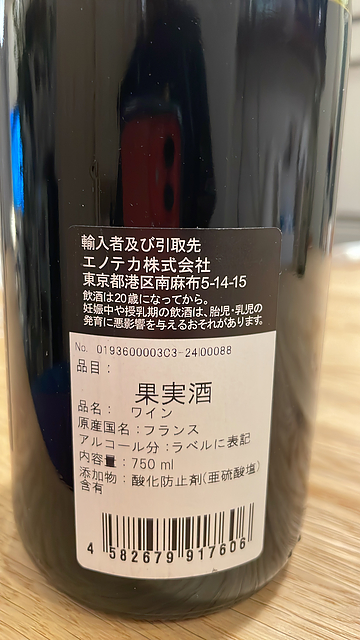 輸入者及び引取先
エノテカ株式会社
東京都港区南麻布5-14-15
飲酒は20歳になってから。
妊娠中や授乳期の飲酒は、胎児・乳児の
発育に悪影響を与えるおそれがあります。
No. 0193600003C3-24I00088
品目：
果実酒
品名： ワイン
原産国名：フランス
アルコール分：ラベルに表記
内容量：750 ml
添加物：酸化防止剤(亜硫酸塩)
含有
4 582679 917606